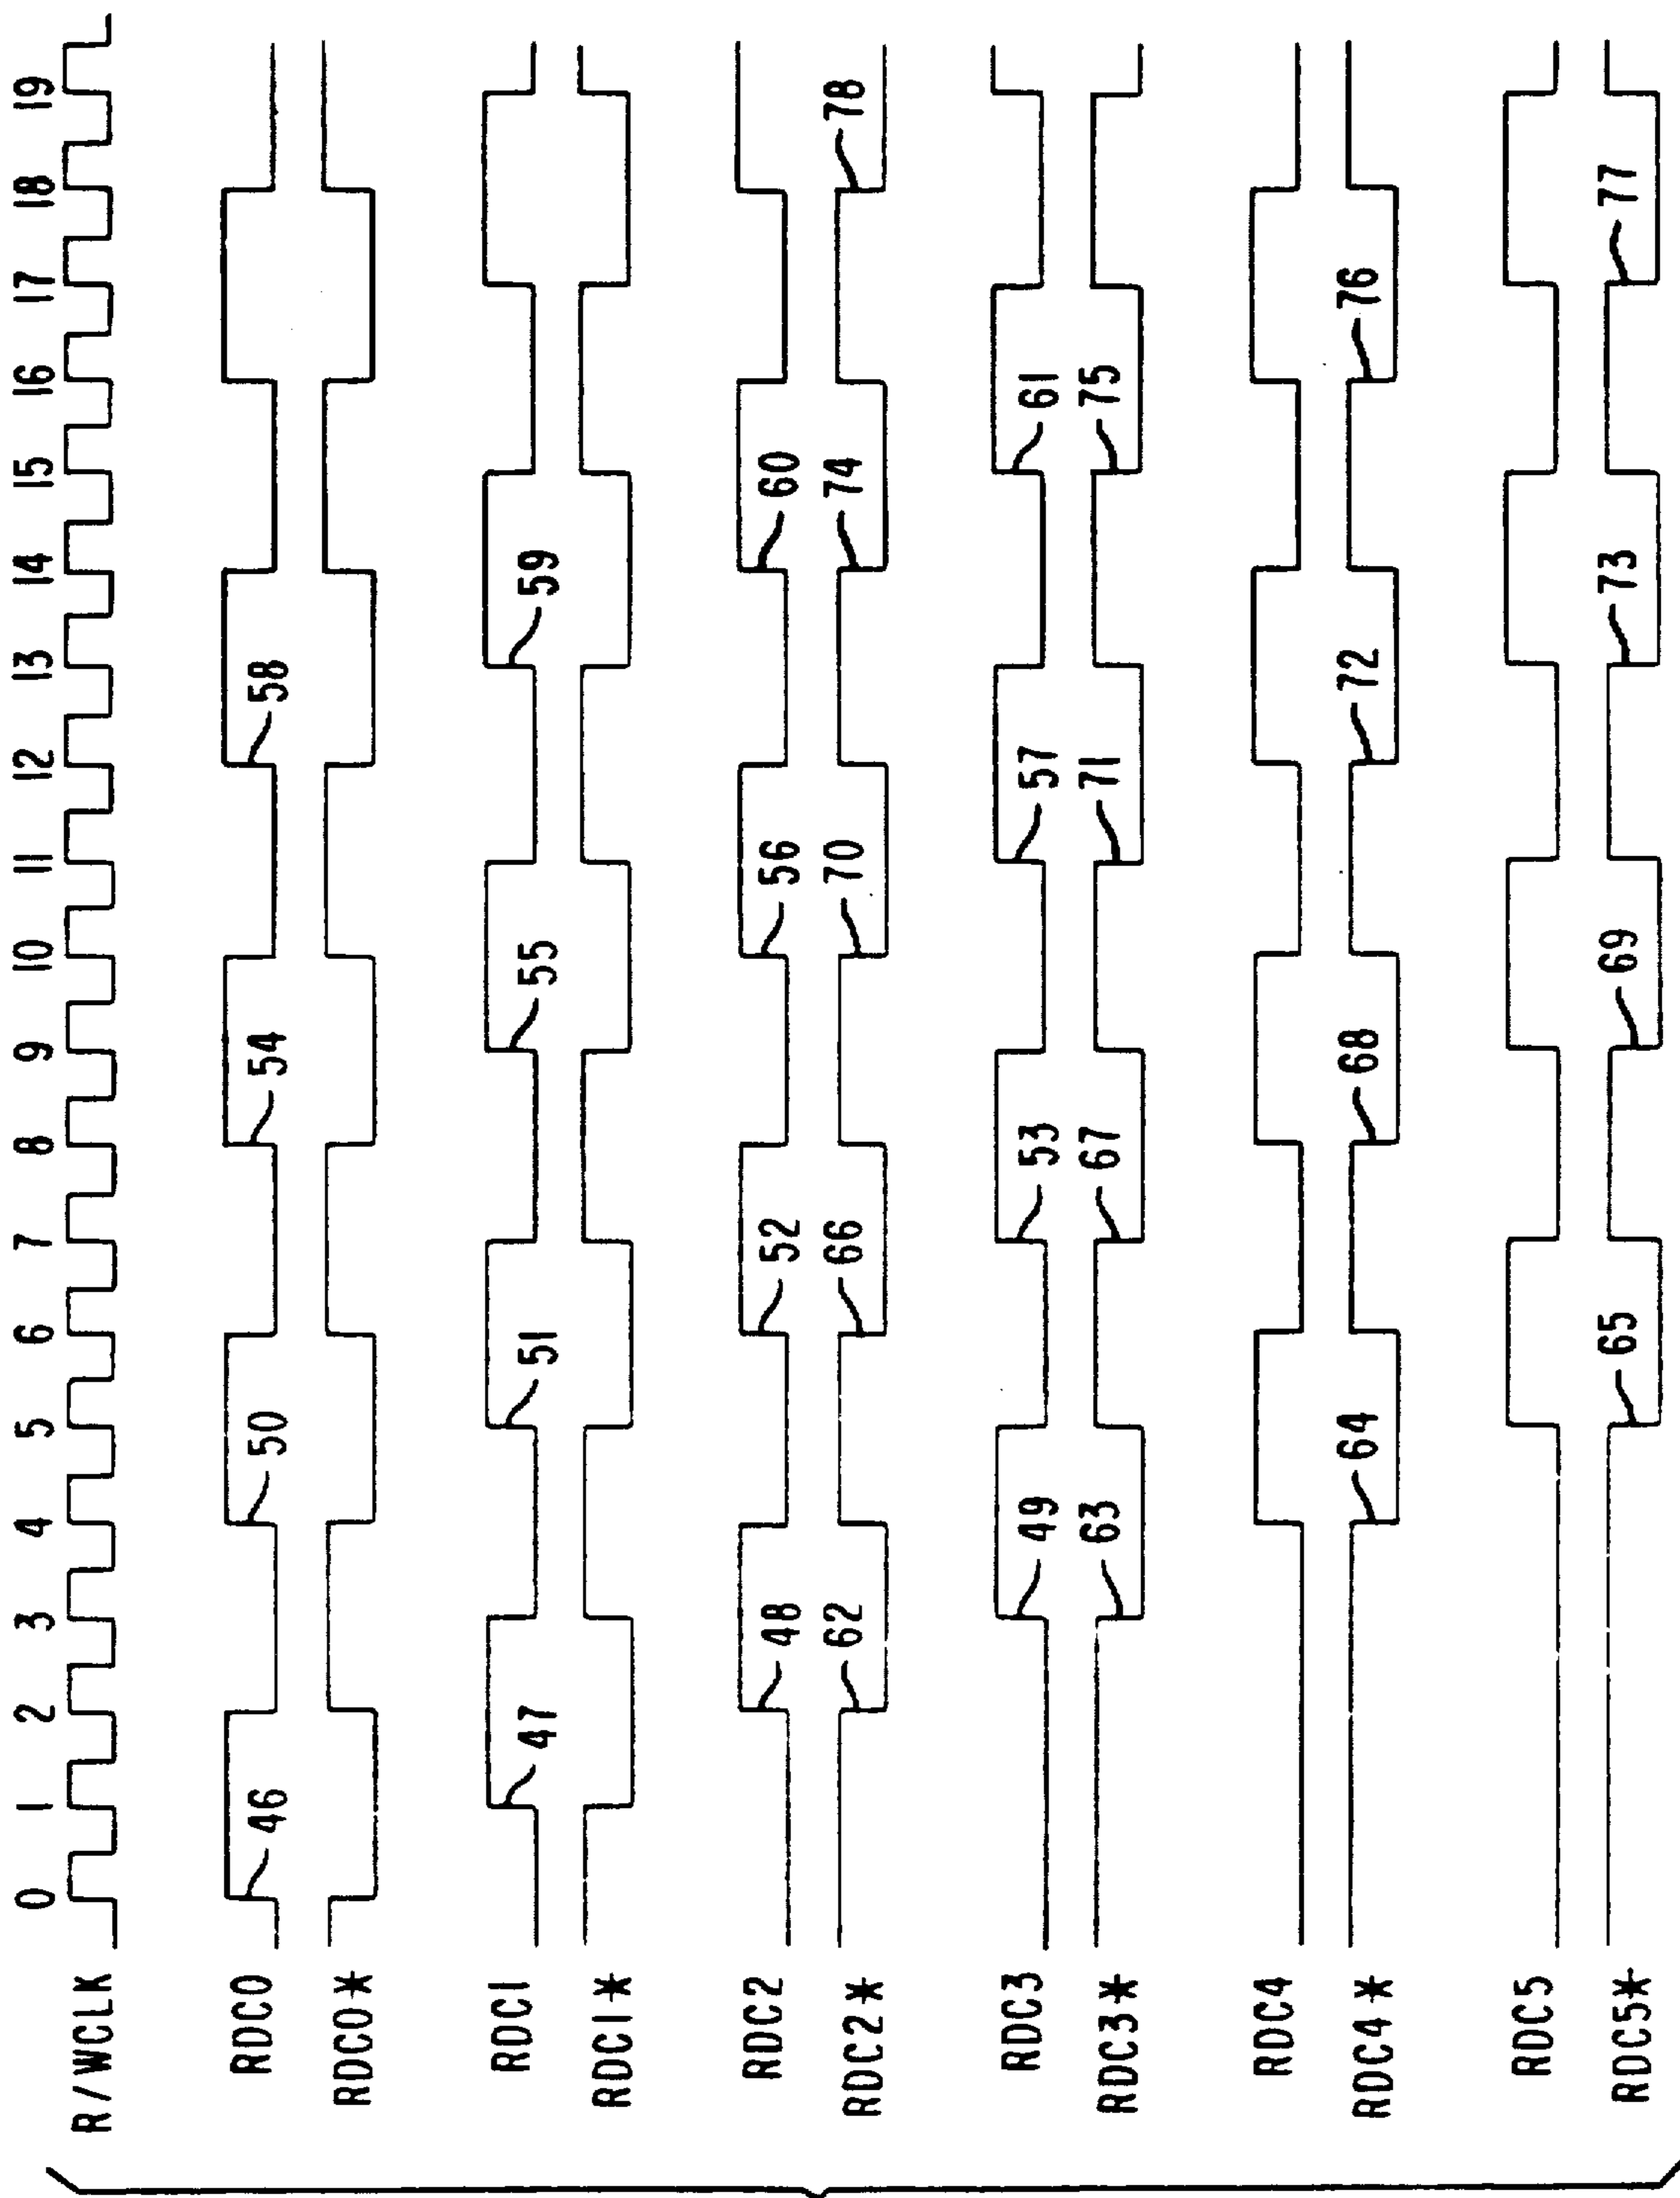 0 1 2 3 4 5 6 7 8 9 10 11 12 13 14 15 16 17 18 19
R/WCLK
RDC0 46 50 54 58
RDC0*
RDC1 47 51 55 59
RDC1*
RDC2 48 52 56 60
RDC2* 62 66 70 74 78
RDC3 49 53 57 61
RDC3* 63 67 71 75
RDC4
RDC4* 64 68 72 76
RDC5
RDC5* 65 69 73 77